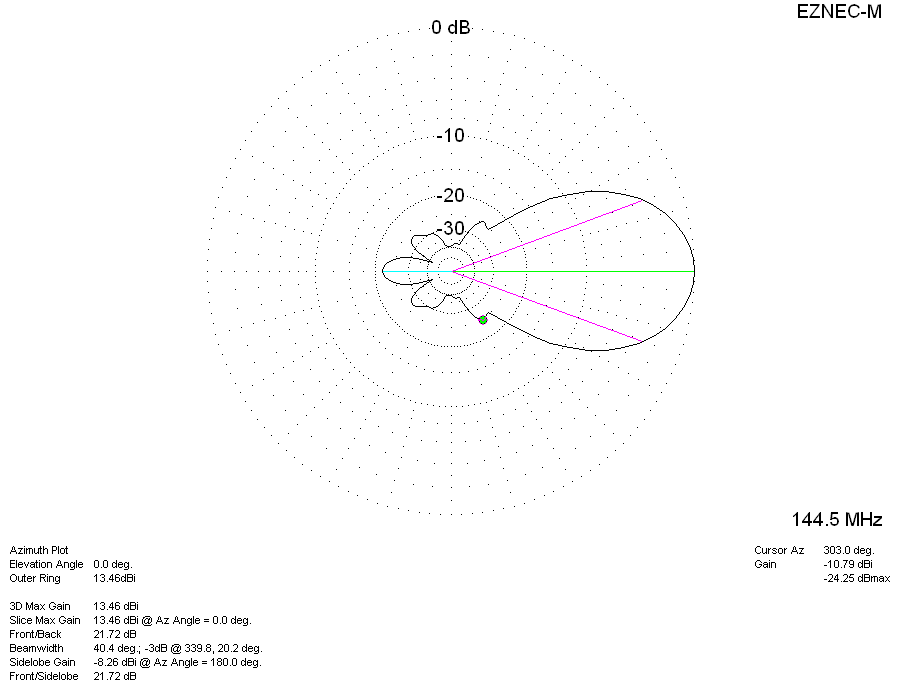 EZNEC-M
0 dB
-10
-20
-30
144.5 MHz
Azimuth Plot
Elevation Angle 0.0 deg.
Outer Ring 13.46dBi
Cursor Az 303.0 deg.
Gain -10.79 dBi
-24.25 dBmax
3D Max Gain 13.46 dBi
Slice Max Gain 13.46 dBi @ Az Angle = 0.0 deg.
Front/Back 21.72 dB
Beamwidth 40.4 deg.; -3dB @ 339.8, 20.2 deg.
Sidelobe Gain -8.26 dBi @ Az Angle = 180.0 deg.
Front/Sidelobe 21.72 dB